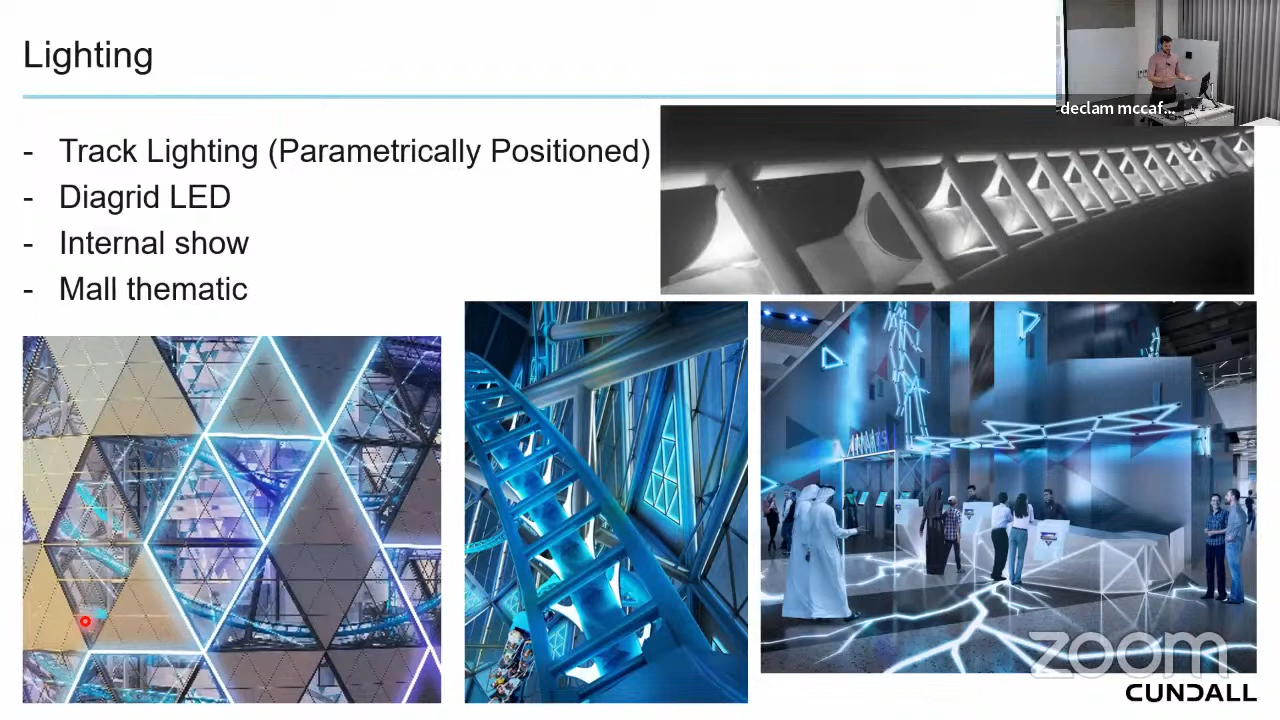 Lighting
declam mccaf...
- Track Lighting (Parametrically Positioned)
- Diagrid LED
- Internal show
- Mall thematic
zoom
CUNDALL